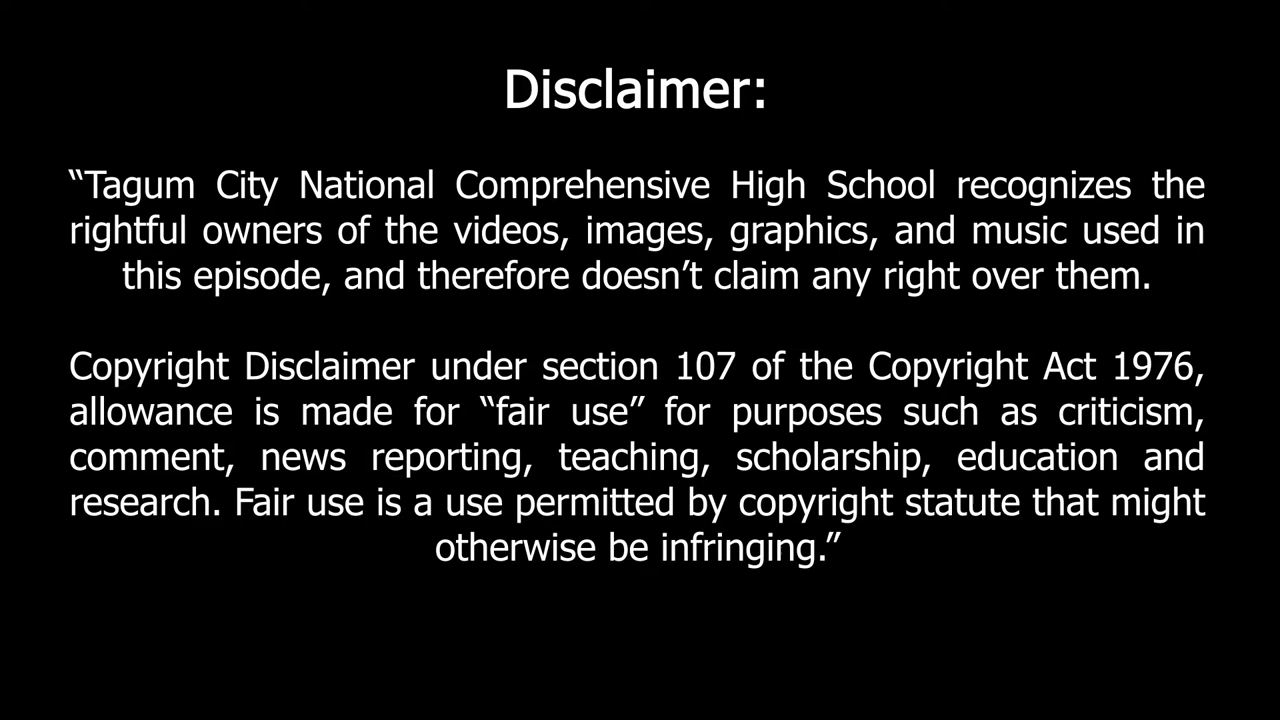 Disclaimer:
“Tagum City National Comprehensive High School recognizes the
rightful owners of the videos, images, graphics, and music used in
this episode, and therefore doesn’t claim any right over them.
Copyright Disclaimer under section 107 of the Copyright Act 1976,
allowance is made for “fair use” for purposes such as criticism,
comment, news reporting, teaching, scholarship, education and
research. Fair use is a use permitted by copyright statute that might
otherwise be infringing.”